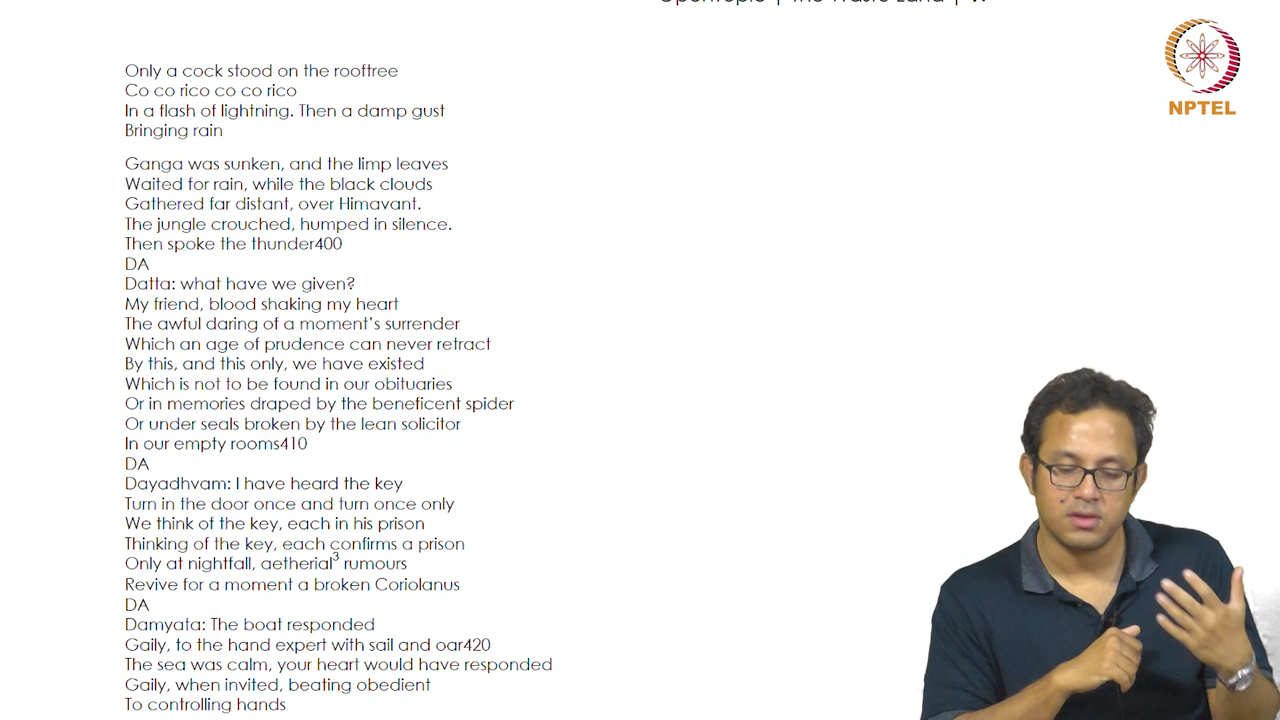 NPTEL
Only a cock stood on the rooftree
Co co rico co co rico
In a flash of lightning. Then a damp gust
Bringing rain
Ganga was sunken, and the limp leaves
Waited for rain, while the black clouds
Gathered far distant, over Himavant.
The jungle crouched, humped in silence.
Then spoke the thunder400
DA
Datta: what have we given?
My friend, blood shaking my heart
The awful daring of a moment’s surrender
Which an age of prudence can never retract
By this, and this only, we have existed
Which is not to be found in our obituaries
Or in memories draped by the beneficent spider
Or under seals broken by the lean solicitor
In our empty rooms410
DA
Dayadhvam: I have heard the key
Turn in the door once and turn once only
We think of the key, each in his prison
Thinking of the key, each confirms a prison
Only at nightfall, aetherial3 rumours
Revive for a moment a broken Coriolanus
DA
Damyata: The boat responded
Gaily, to the hand expert with sail and oar420
The sea was calm, your heart would have responded
Gaily, when invited, beating obedient
To controlling hands